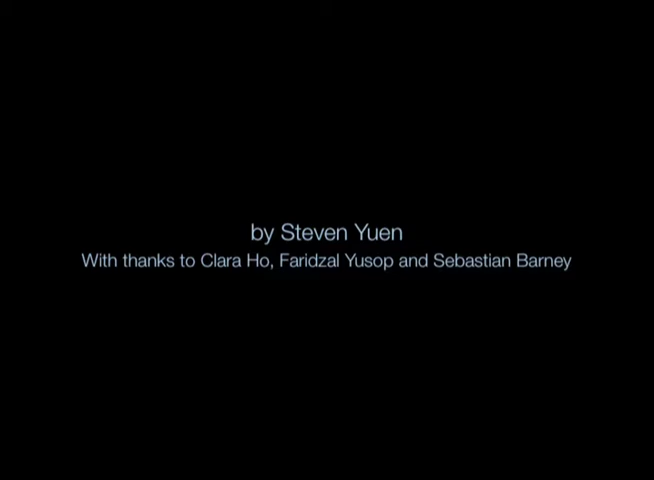 by Steven Yuen
With thanks to Clara Ho, Faridzal Yusop and Sebastian Barney